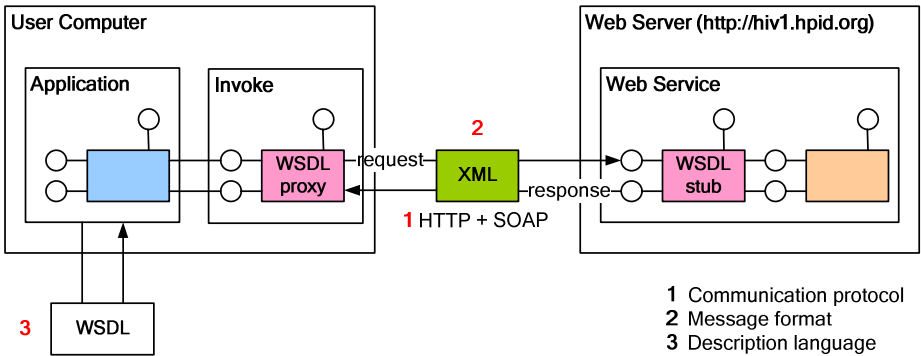 User Computer
Web Server (http://hiv1.hpid.org)
Application
Invoke
Web Service
2
WSDL
proxy
request
XML
response
WSDL
stub
1 HTTP + SOAP
3 WSDL
1 Communication protocol
2 Message format
3 Description language